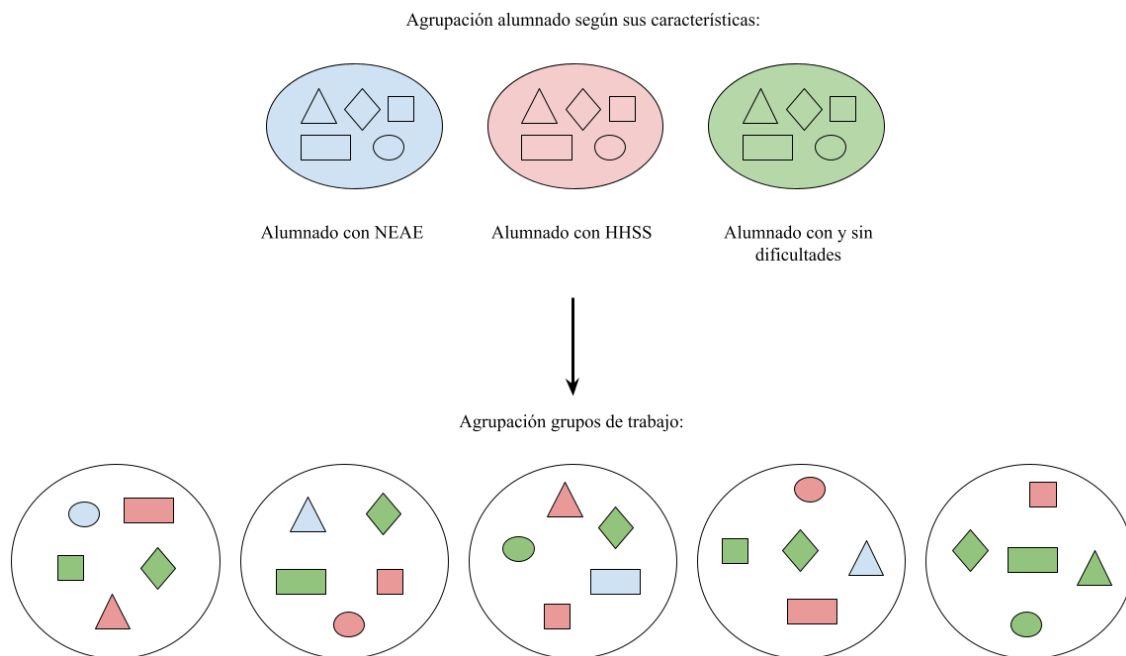 Agrupación alumnado según sus características:
Alumnado con NEAE
Alumnado con HHSS
Alumnado con y sin
dificultades
Agrupación grupos de trabajo: